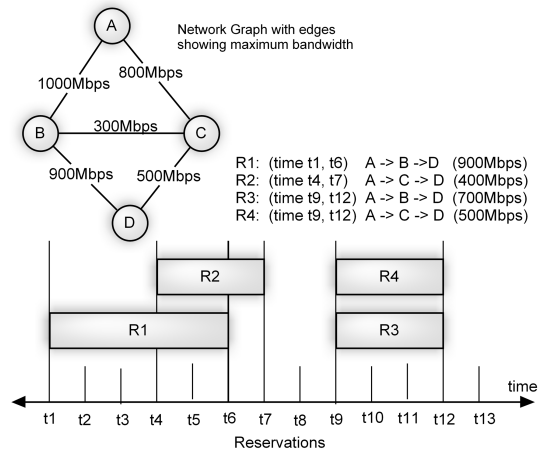 A
Network Graph with edges
showing maximum bandwidth
800Mbps
1000Mbps
300Mbps
B
C
900Mbps
500Mbps
R1: (time t1, t6) A -> B ->D (900Mbps)
R2: (time t4, t7) A -> C -> D (400Mbps)
R3: (time t9, t12) A -> B -> D (700Mbps)
R4: (time t9, t12) A -> C -> D (500Mbps)
D
R2
R4
R1
R3
time
t1 t2 t3 t4 t5 t6 t7 t8 t9 t10 t11 t12 t13
Reservations